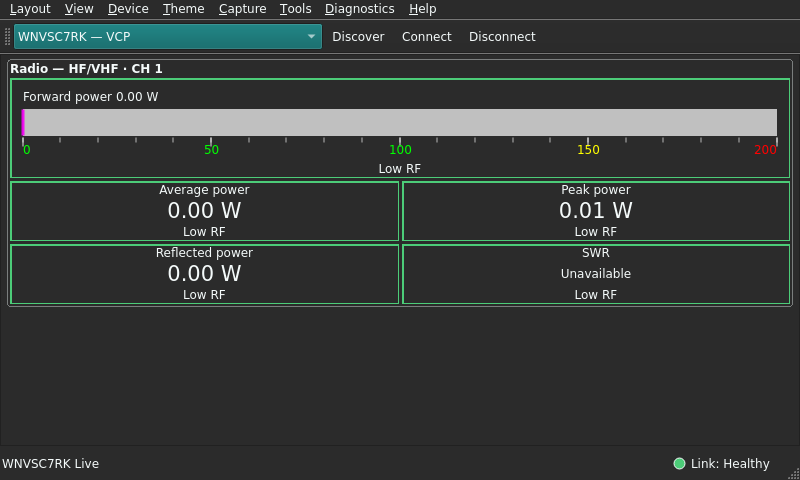 Layout View Device Theme Capture Tools Diagnostics Help
WNVSC7RK — VCP Discover Connect Disconnect
Radio — HF/VHF · CH 1
Forward power 0.00 W
0 50 100 150 200
Low RF
Average power Peak power
0.00 W 0.01 W
Low RF Low RF
Reflected power SWR
0.00 W Unavailable
Low RF Low RF
WNVSC7RK Live Link: Healthy